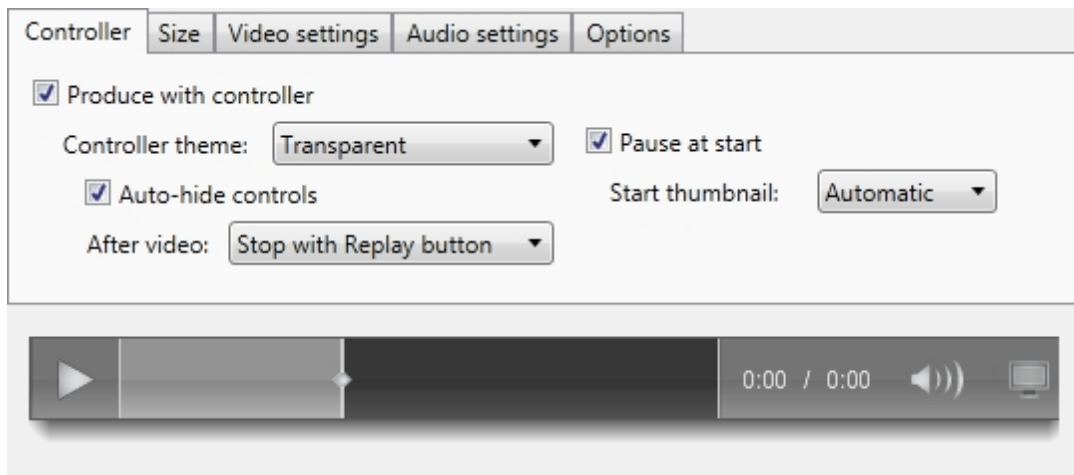 Controller Size Video settings Audio settings Options
Produce with controller
Controller theme: Transparent Pause at start
Auto-hide controls Start thumbnail: Automatic
After video: Stop with Replay button
0:00 / 0:00